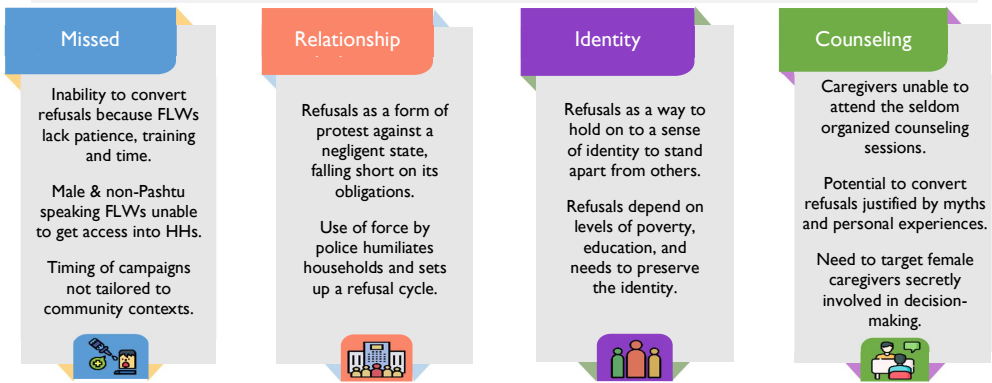 Missed
Inability to convert
refusals because FLWs
lack patience, training
and time.
Male & non-Pashtu
speaking FLWs unable
to get access into HHs.
Timing of campaigns
not tailored to
community contexts.
Relationship
Refusals as a form of
protest against a
negligent state,
falling short on its
obligations.
Use of force by
police humiliates
households and sets
up a refusal cycle.
Identity
Refusals as a way to
hold on to a sense
of identity to stand
apart from others.
Refusals depend on
levels of poverty,
education, and
needs to preserve
the identity.
Counseling
Caregivers unable to
attend the seldom
organized counseling
sessions.
Potential to convert
refusals justified by myths
and personal experiences.
Need to target female
caregivers secretly
involved in decision-
making.